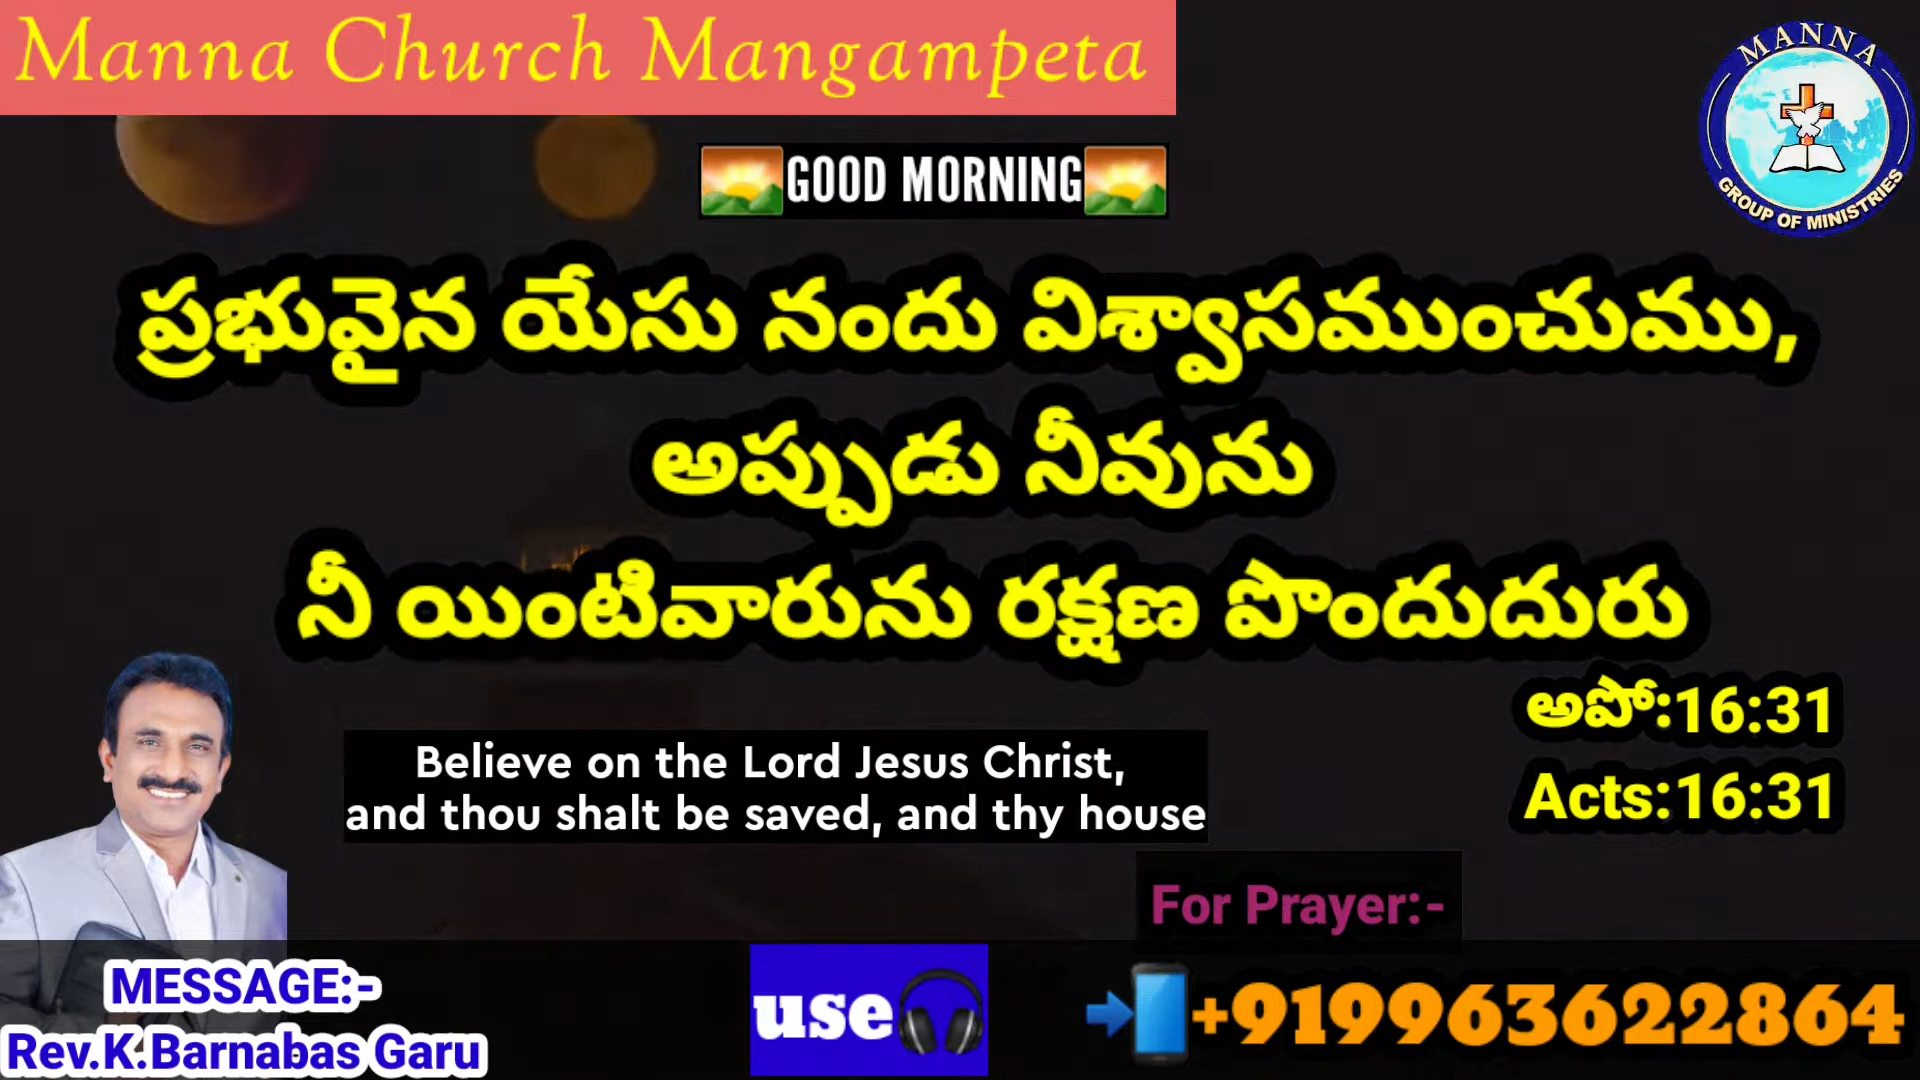 Manna Church Mangampeta
MANNA
GROUP OF MINISTRIES
GOOD MORNING
ప్రభువైన యేసు నందు విశ్వాసముంచుము,
అప్పుడు నీవును
నీ యింటివారును రక్షణ పొందుదురు
అపో:16:31
Believe on the Lord Jesus Christ,
and thou shalt be saved, and thy house
Acts:16:31
For Prayer:-
MESSAGE:-
Rev.K.Barnabas Garu
use
+919963622864